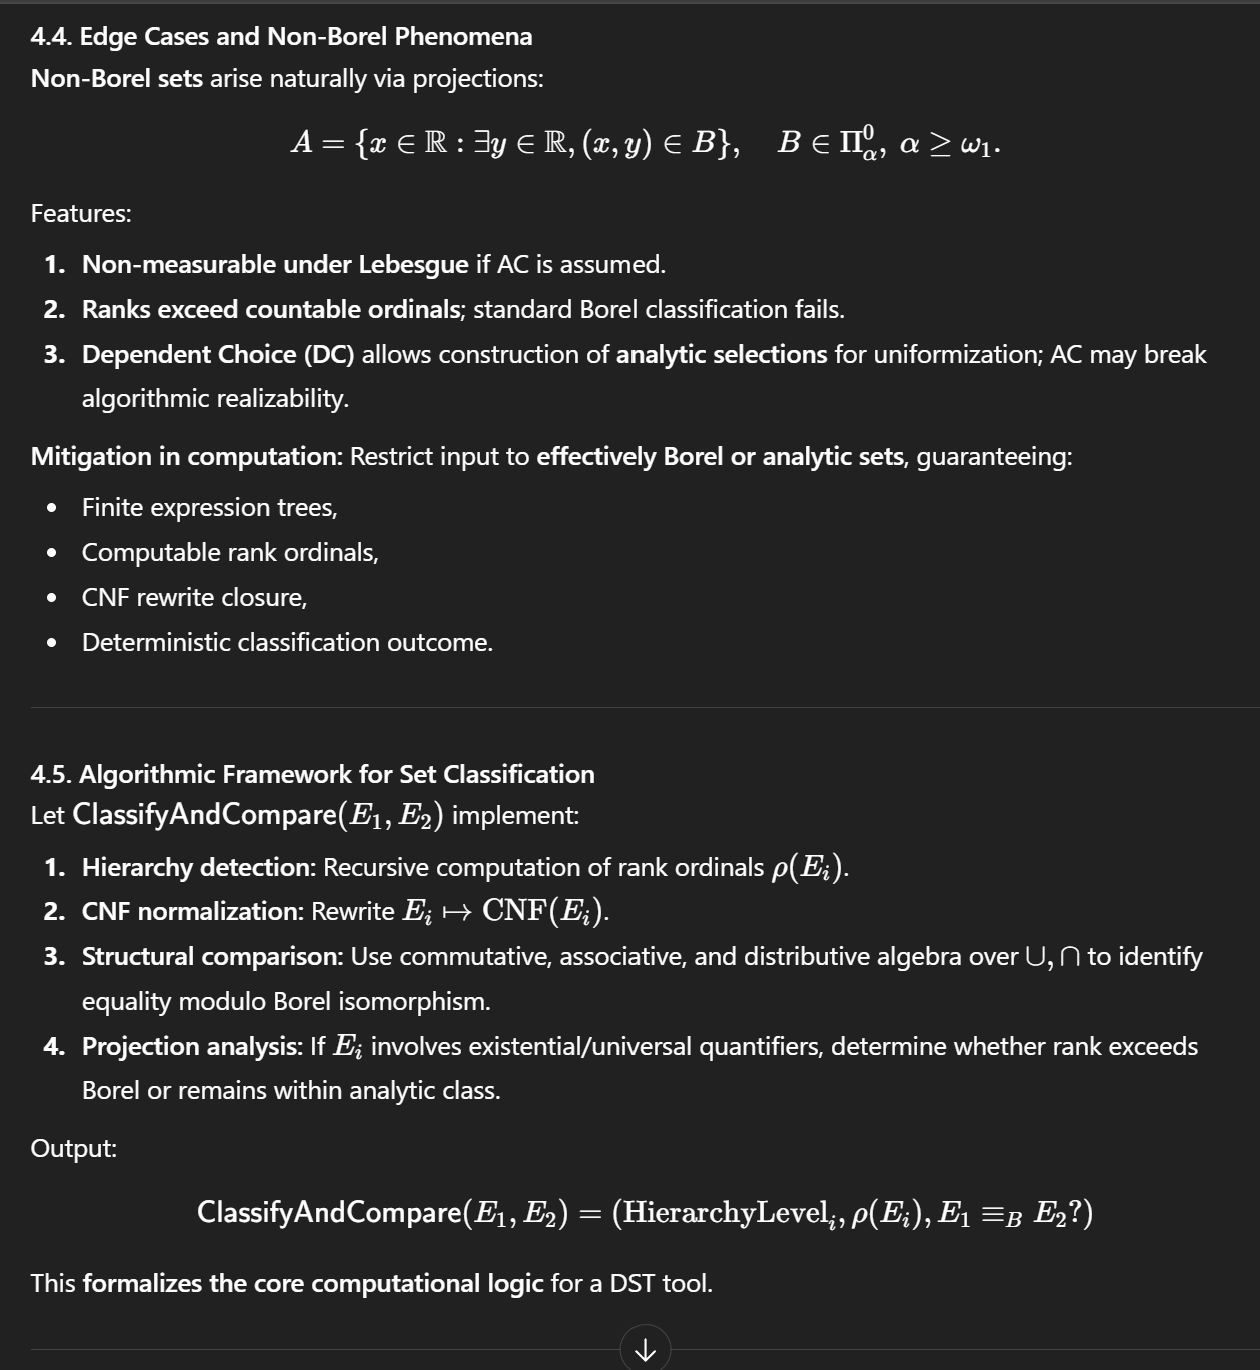 4.4. Edge Cases and Non-Borel Phenomena
Non-Borel sets arise naturally via projections:
A = {x ∈ ℝ : ∃y ∈ ℝ, (x, y) ∈ B},  B ∈ Π⁰_α, α ≥ ω₁.
Features:
1. Non-measurable under Lebesgue if AC is assumed.
2. Ranks exceed countable ordinals; standard Borel classification fails.
3. Dependent Choice (DC) allows construction of analytic selections for uniformization; AC may break
algorithmic realizability.
Mitigation in computation: Restrict input to effectively Borel or analytic sets, guaranteeing:
• Finite expression trees,
• Computable rank ordinals,
• CNF rewrite closure,
• Deterministic classification outcome.
4.5. Algorithmic Framework for Set Classification
Let ClassifyAndCompare(E₁, E₂) implement:
1. Hierarchy detection: Recursive computation of rank ordinals ρ(Eᵢ).
2. CNF normalization: Rewrite Eᵢ ↦ CNF(Eᵢ).
3. Structural comparison: Use commutative, associative, and distributive algebra over ∪, ∩ to identify
equality modulo Borel isomorphism.
4. Projection analysis: If Eᵢ involves existential/universal quantifiers, determine whether rank exceeds
Borel or remains within analytic class.
Output:
ClassifyAndCompare(E₁, E₂) = (HierarchyLevelᵢ, ρ(Eᵢ), E₁ ≡_B E₂?)
This formalizes the core computational logic for a DST tool.